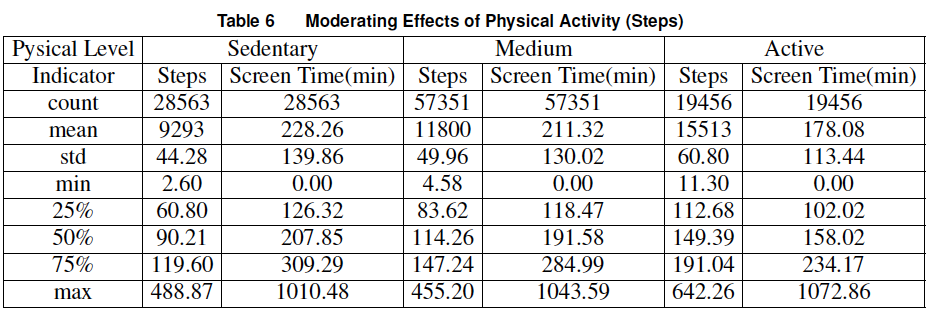 Table 6 Moderating Effects of Physical Activity (Steps)
Pysical Level Sedentary Medium Active
Indicator Steps Screen Time(min) Steps Screen Time(min) Steps Screen Time(min)
count 28563 28563 57351 57351 19456 19456
mean 9293 228.26 11800 211.32 15513 178.08
std 44.28 139.86 49.96 130.02 60.80 113.44
min 2.60 0.00 4.58 0.00 11.30 0.00
25% 60.80 126.32 83.62 118.47 112.68 102.02
50% 90.21 207.85 114.26 191.58 149.39 158.02
75% 119.60 309.29 147.24 284.99 191.04 234.17
max 488.87 1010.48 455.20 1043.59 642.26 1072.86